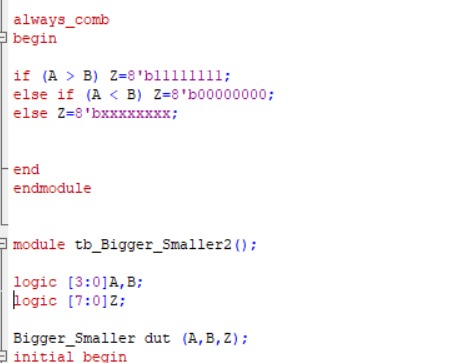 always_comb
begin
if (A > B) Z=8'b11111111;
else if (A < B) Z=8'b00000000;
else Z=8'bxxxxxxxx;
end
endmodule
module tb_Bigger_Smaller2();
logic [3:0]A,B;
logic [7:0]Z;
Bigger_Smaller dut (A,B,Z);
initial begin